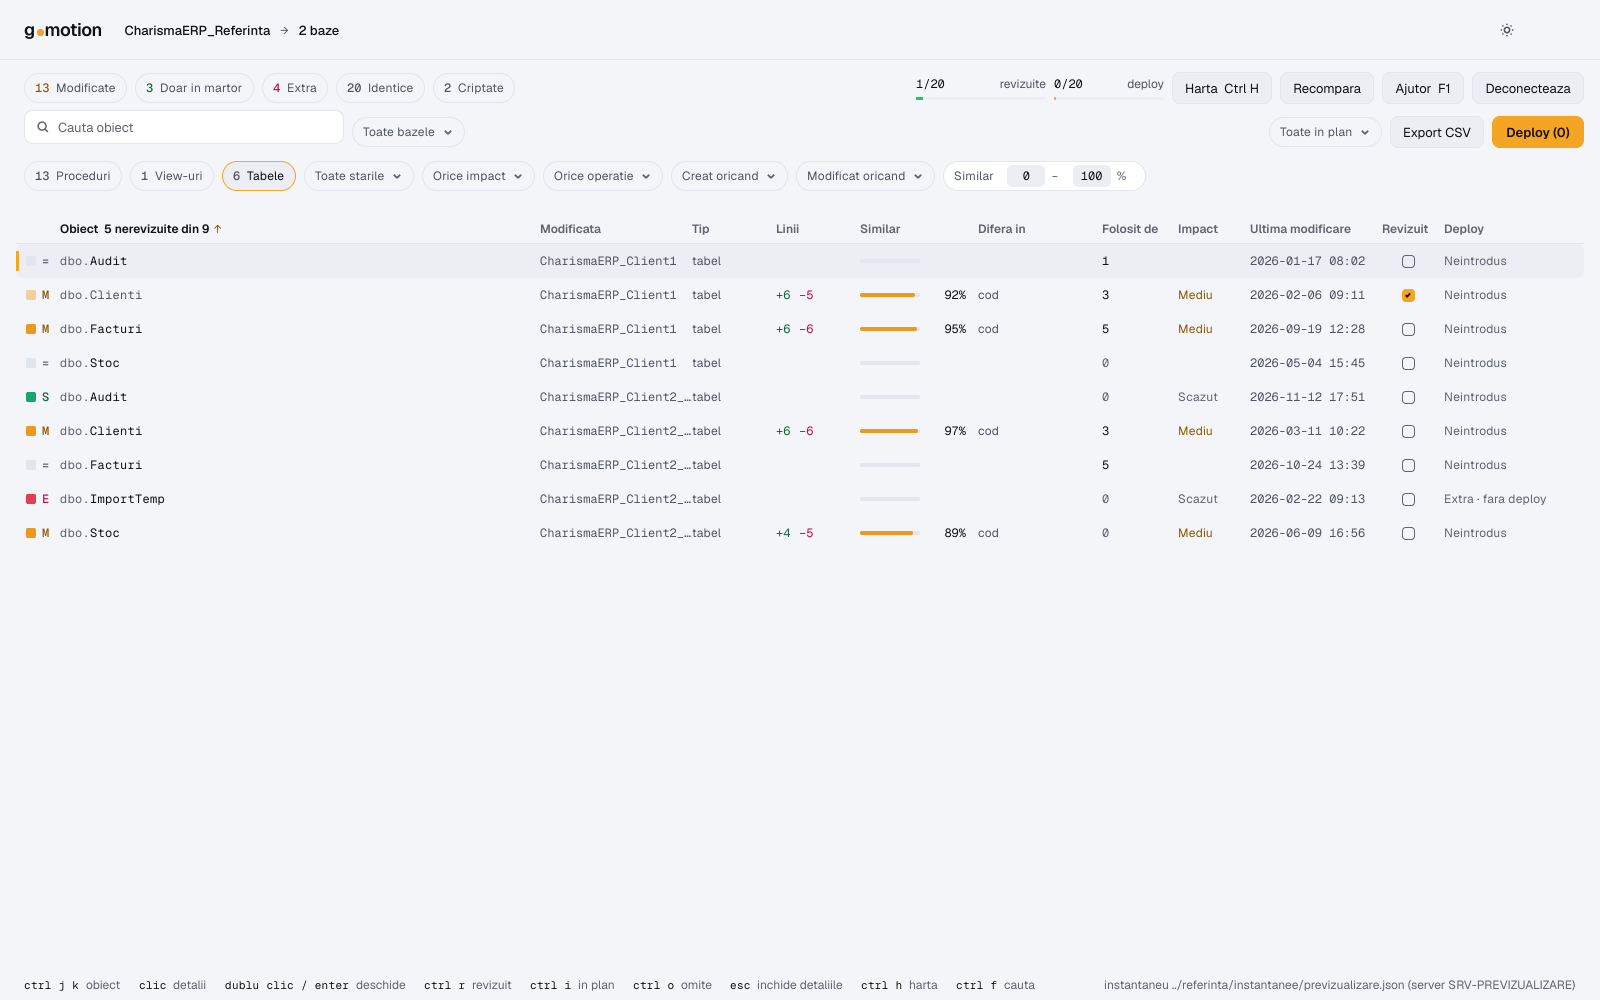 g motion CharismaERP_Referinta → 2 baze
13 Modificate 3 Doar in martor 4 Extra 20 Identice 2 Criptate 1/20 revizuite 0/20 deploy Harta Ctrl H Recompara Ajutor F1 Deconecteaza
Cauta obiect Toate bazele Toate in plan Export CSV Deploy (0)
13 Proceduri 1 View-uri 6 Tabele Toate starile Orice impact Orice operatie Creat oricand Modificat oricand Similar 0 – 100 %
Obiect 5 nerevizuite din 9 ↑ Modificata Tip Linii Similar Difera in Folosit de Impact Ultima modificare Revizuit Deploy
= dbo.Audit CharismaERP_Client1 tabel 1 2026-01-17 08:02 Neintrodus
M dbo.Clienti CharismaERP_Client1 tabel +6 −5 92% cod 3 Mediu 2026-02-06 09:11 Neintrodus
M dbo.Facturi CharismaERP_Client1 tabel +6 −6 95% cod 5 Mediu 2026-09-19 12:28 Neintrodus
= dbo.Stoc CharismaERP_Client1 tabel 0 2026-05-04 15:45 Neintrodus
S dbo.Audit CharismaERP_Client2_… tabel 0 Scazut 2026-11-12 17:51 Neintrodus
M dbo.Clienti CharismaERP_Client2_… tabel +6 −6 97% cod 3 Mediu 2026-03-11 10:22 Neintrodus
= dbo.Facturi CharismaERP_Client2_… tabel 5 2026-10-24 13:39 Neintrodus
E dbo.ImportTemp CharismaERP_Client2_… tabel 0 Scazut 2026-02-22 09:13 Extra · fara deploy
M dbo.Stoc CharismaERP_Client2_… tabel +4 −5 89% cod 0 Mediu 2026-06-09 16:56 Neintrodus
ctrl j k obiect clic detalii dublu clic / enter deschide ctrl r revizuit ctrl i in plan ctrl o omite esc inchide detaliile ctrl h harta ctrl f cauta instantaneu ../referinta/instantanee/previzualizare.json (server SRV-PREVIZUALIZARE)